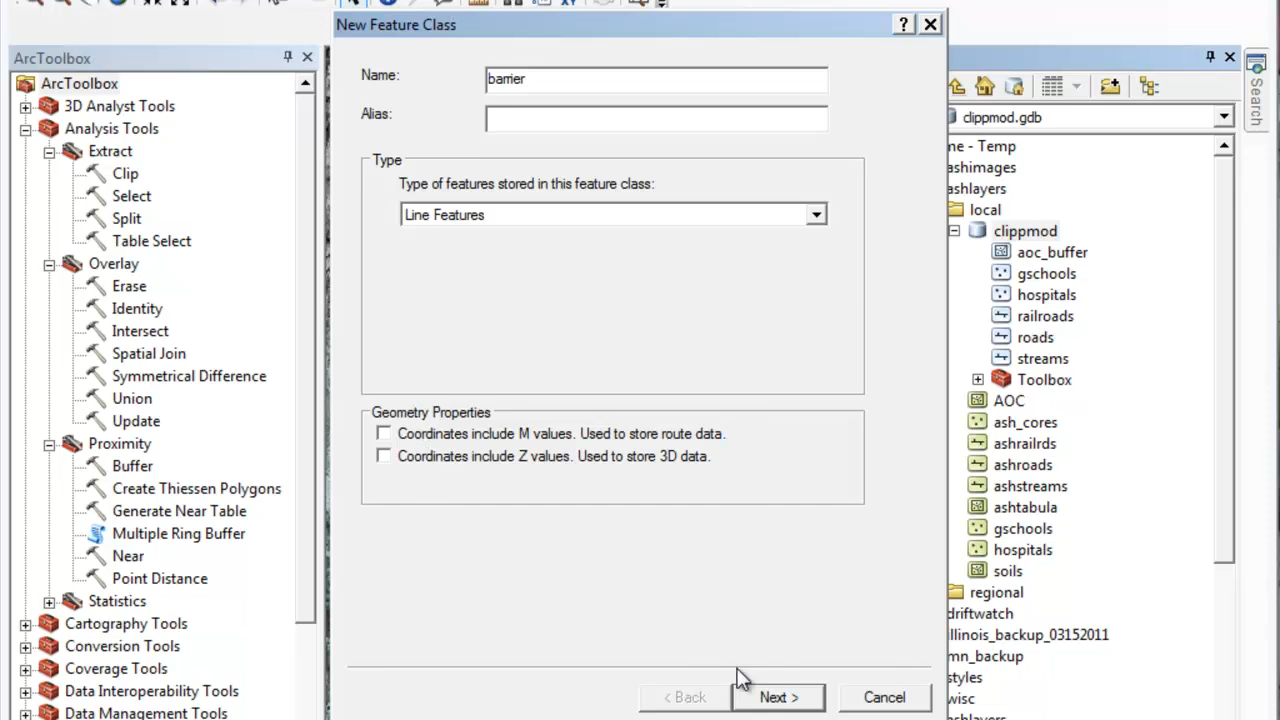 New Feature Class
?
ArcToolbox
ArcToolbox
3D Analyst Tools
Analysis Tools
Extract
Clip
Select
Split
Table Select
Overlay
Erase
Identity
Intersect
Spatial Join
Symmetrical Difference
Union
Update
Proximity
Buffer
Create Thiessen Polygons
Generate Near Table
Multiple Ring Buffer
Near
Point Distance
Statistics
Cartography Tools
Conversion Tools
Coverage Tools
Data Interoperability Tools
Data Management Tools
Name:
barrier
Alias:
Type
Type of features stored in this feature class:
Line Features
Geometry Properties
Coordinates include M values. Used to store route data.
Coordinates include Z values. Used to store 3D data.
< Back
Next >
Cancel
clippmod.gdb
me - Temp
ashimages
ashlayers
local
clippmod
aoc_buffer
gschools
hospitals
railroads
roads
streams
Toolbox
AOC
ash_cores
ashrailrds
ashroads
ashstreams
ashtabula
gschools
hospitals
soils
regional
driftwatch
illinois_backup_03152011
mn_backup
styles
wisc
Search